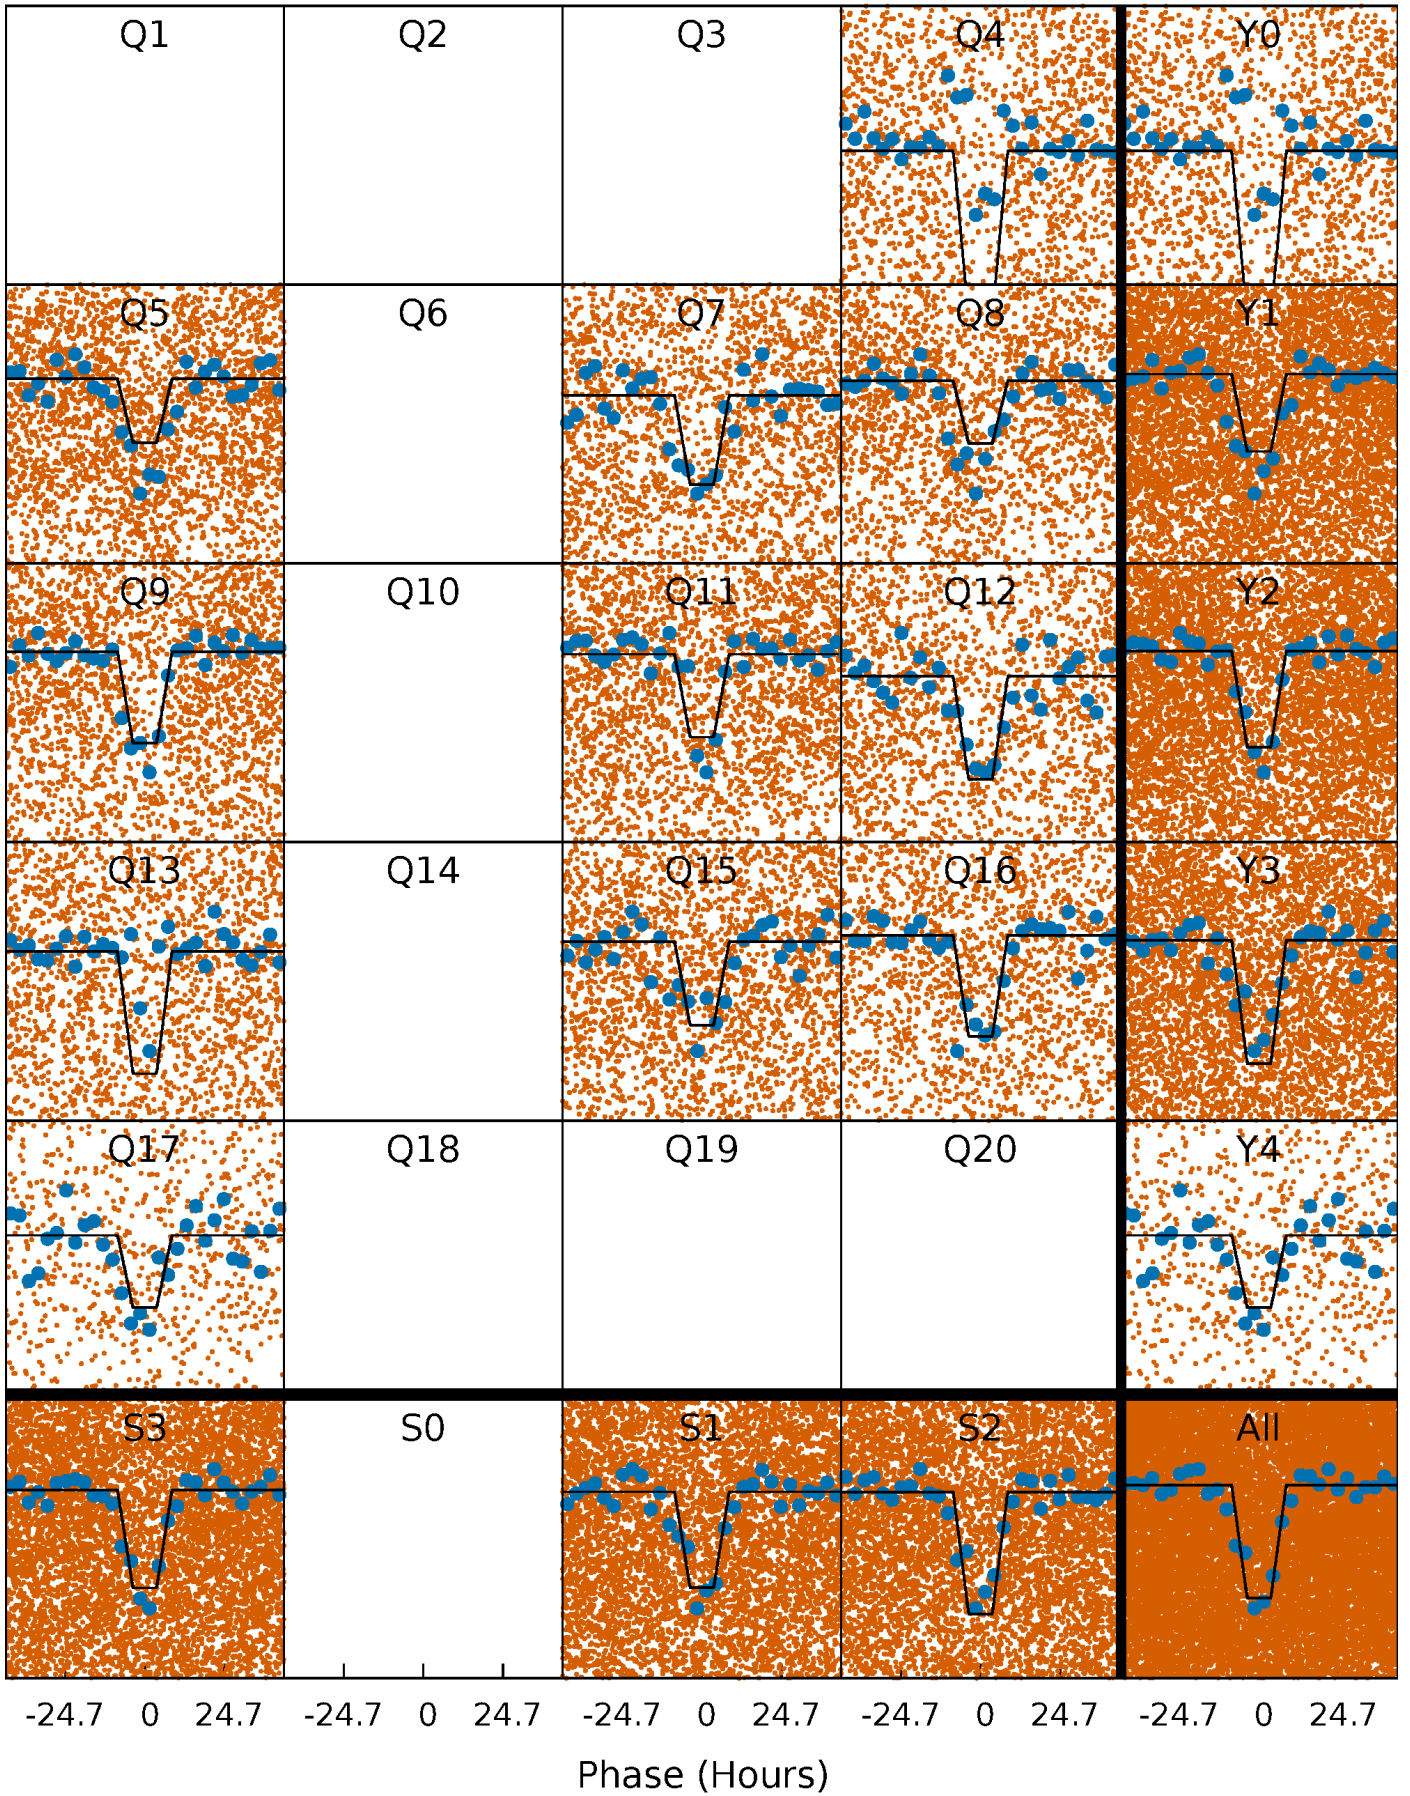 Q1 Q2 Q3 Q4 Y0
Q5 Q6 Q7 Q8 Y1
Q9 Q10 Q11 Q12 Y2
Q13 Q14 Q15 Q16 Y3
Q17 Q18 Q19 Q20 Y4
S3 S0 S1 S2 All
-24.7 0 24.7 -24.7 0 24.7 -24.7 0 24.7 -24.7 0 24.7 -24.7 0 24.7
Phase (Hours)